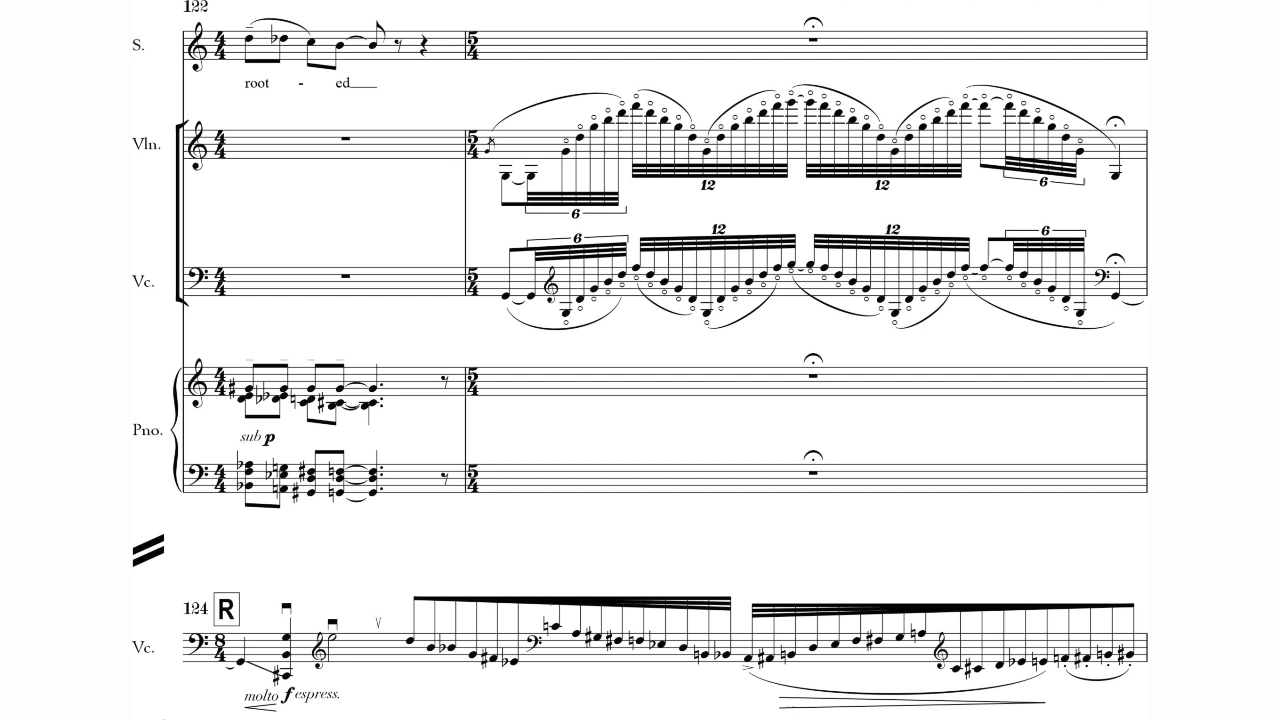 122
S.
root - ed
Vln.
6 12 12 6
Vc.
6 12 12 6
Pno.
sub p
124 R
Vc.
molto f espress.